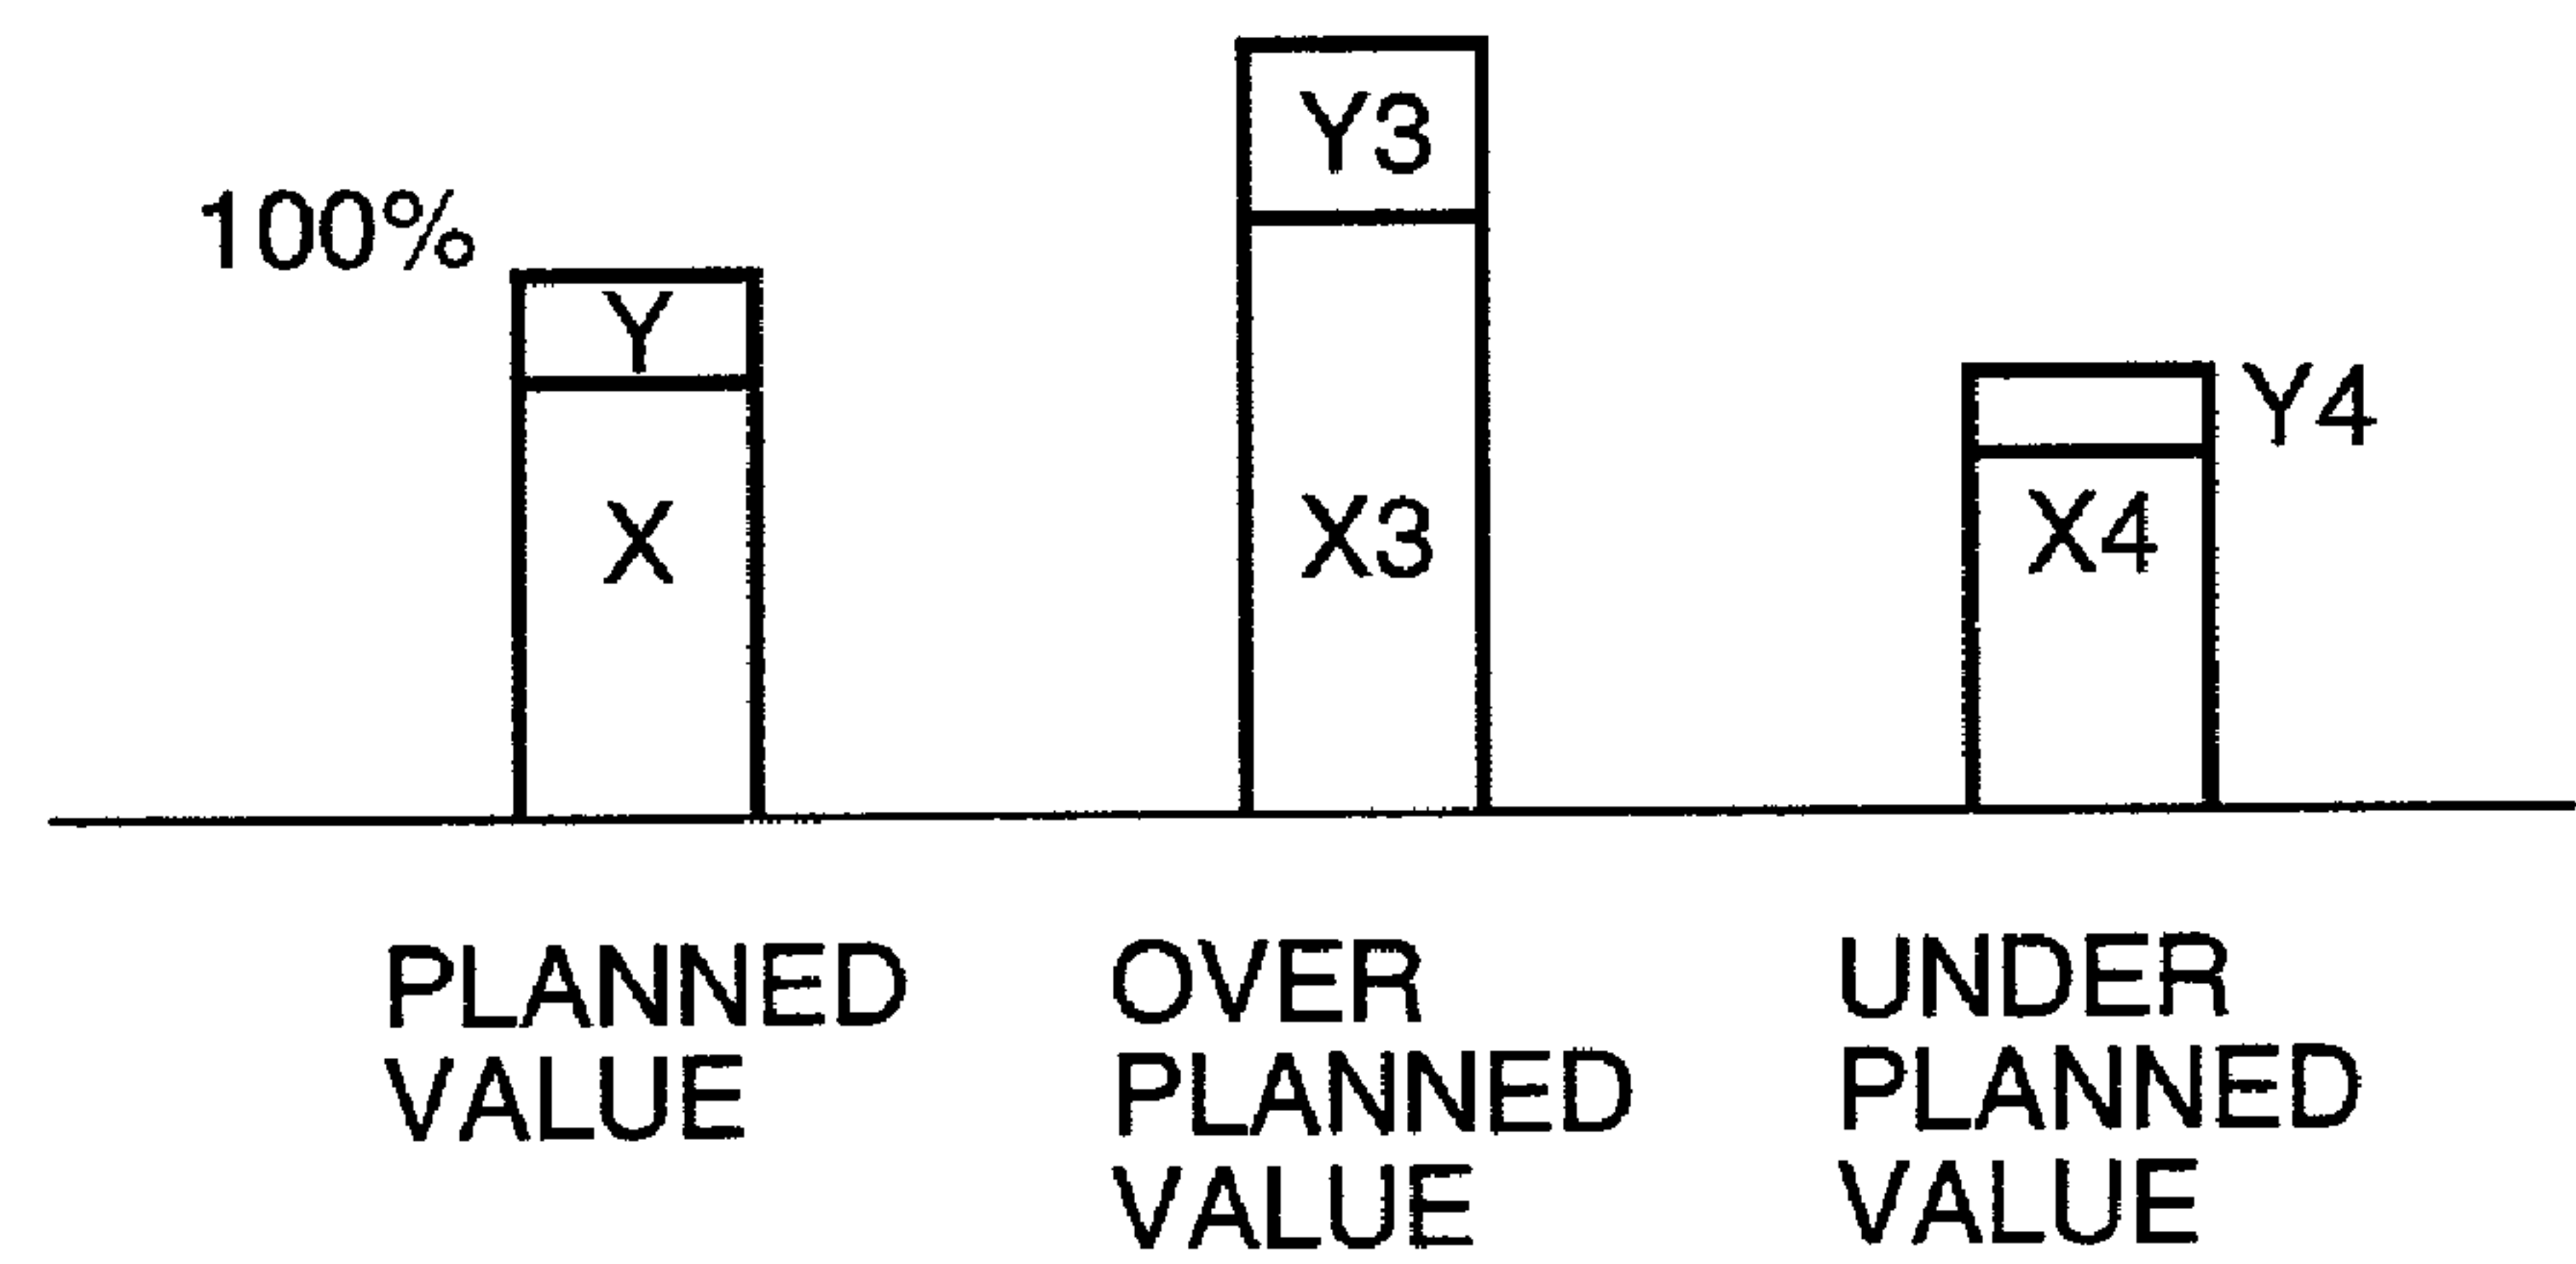 100%
Y
X
Y3
X3
Y4
X4
PLANNED
VALUE
OVER
PLANNED
VALUE
UNDER
PLANNED
VALUE